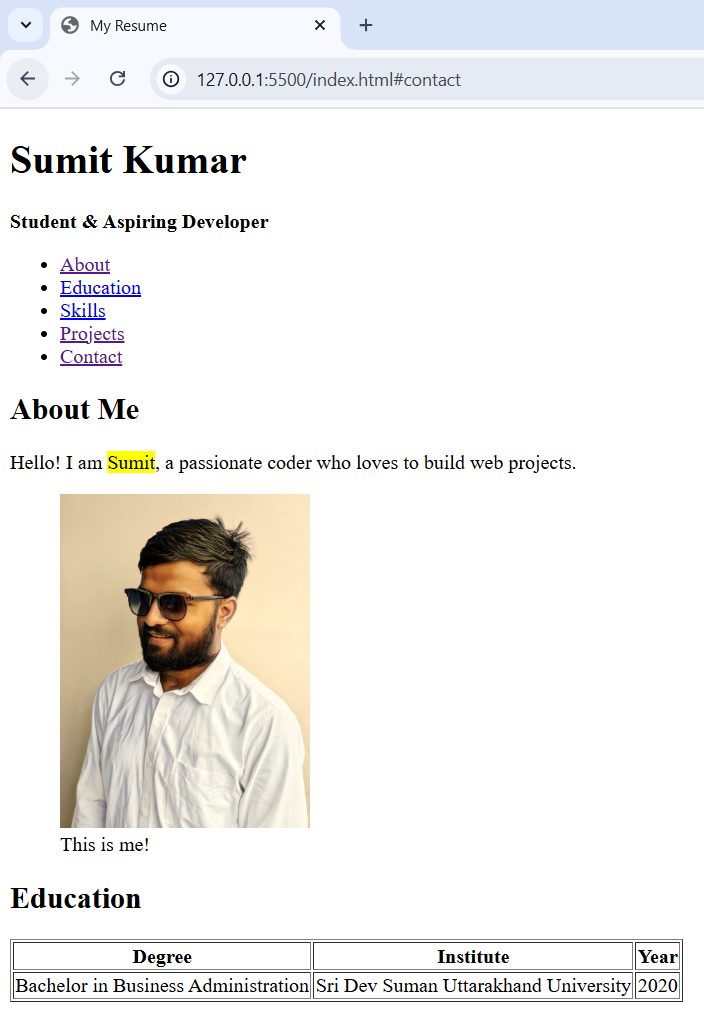 My Resume
127.0.0.1:5500/index.html#contact
Sumit Kumar
Student & Aspiring Developer
About
Education
Skills
Projects
Contact
About Me
Hello! I am Sumit, a passionate coder who loves to build web projects.
This is me!
Education
Degree Institute Year
Bachelor in Business Administration Sri Dev Suman Uttarakhand University 2020